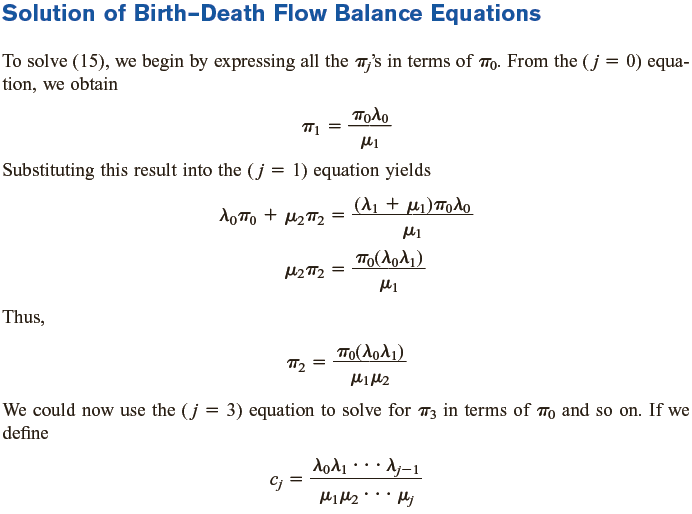 Solution of Birth–Death Flow Balance Equations
To solve (15), we begin by expressing all the πⱼ’s in terms of π₀. From the (j = 0) equa-
tion, we obtain
π₁ = π₀λ₀ / μ₁
Substituting this result into the (j = 1) equation yields
λ₀π₀ + μ₂π₂ = (λ₁ + μ₁)π₀λ₀ / μ₁
μ₂π₂ = π₀(λ₀λ₁) / μ₁
Thus,
π₂ = π₀(λ₀λ₁) / μ₁μ₂
We could now use the (j = 3) equation to solve for π₃ in terms of π₀ and so on. If we
define
cⱼ = λ₀λ₁ · · · λⱼ₋₁ / μ₁μ₂ · · · μⱼ